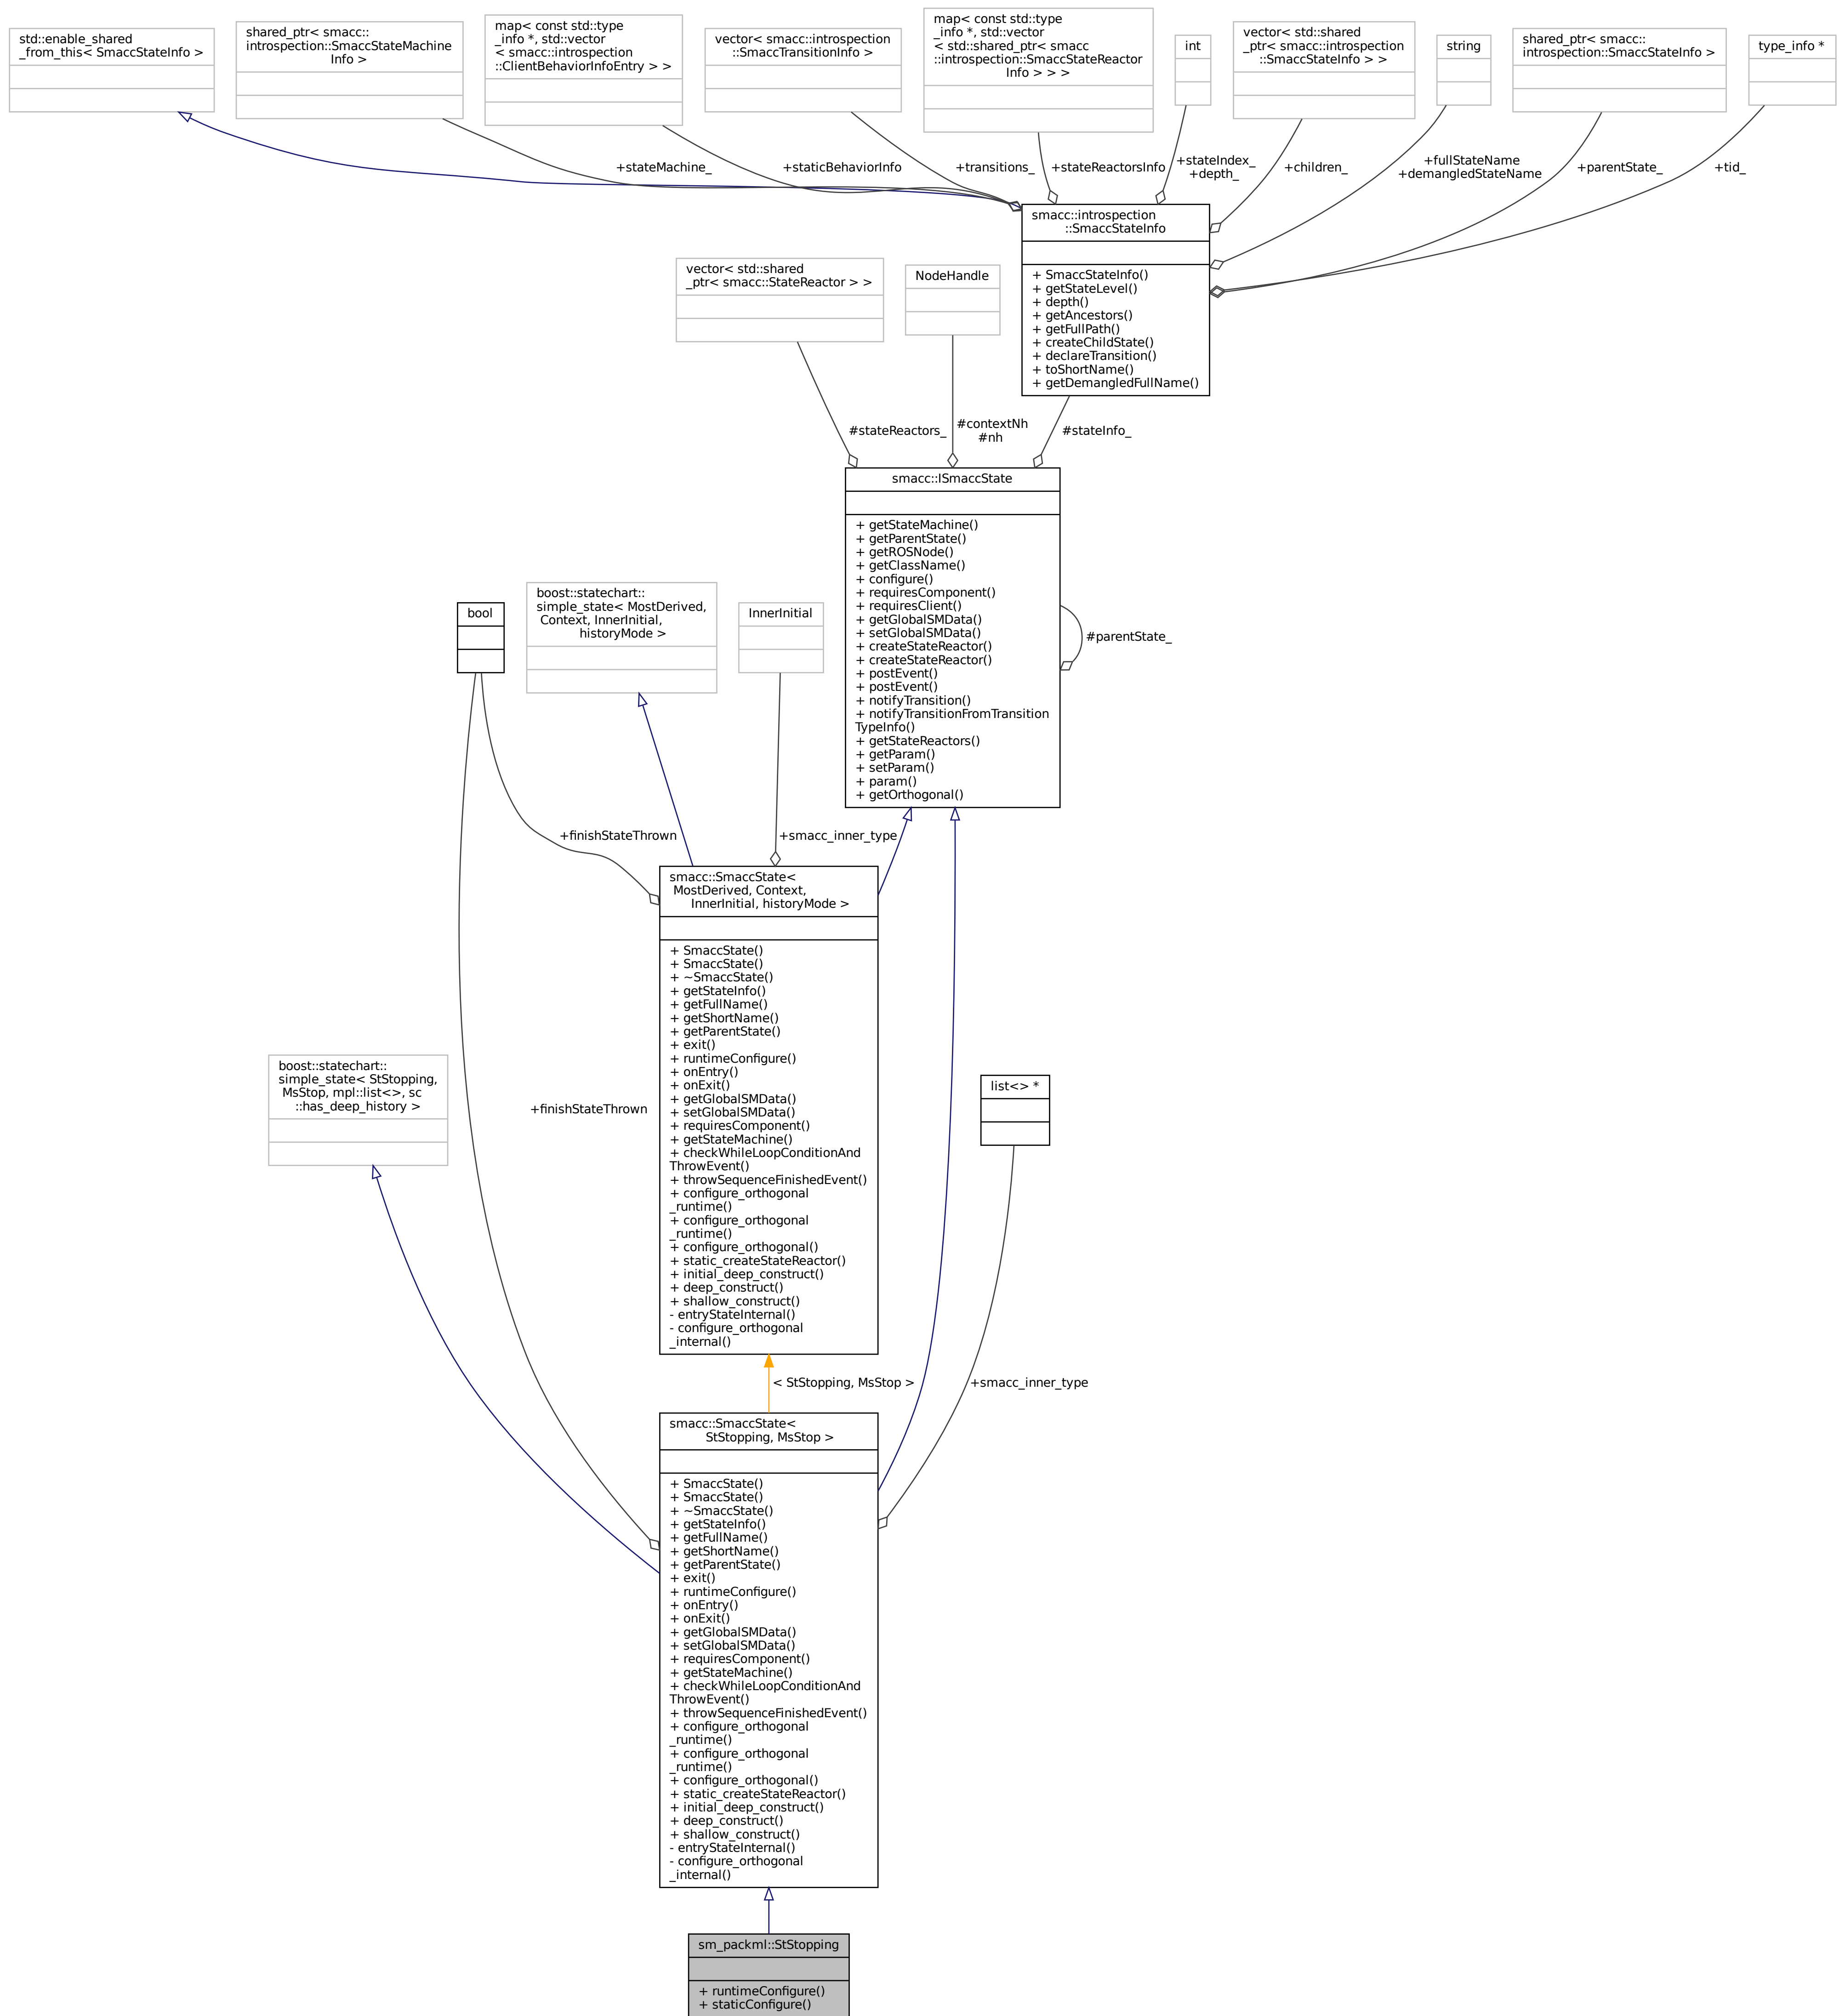 std::enable_shared
_from_this< SmaccStateInfo >
shared_ptr< smacc::
introspection::SmaccStateMachine
Info >
map< const std::type
_info *, std::vector
< smacc::introspection
::ClientBehaviorInfoEntry > >
vector< smacc::introspection
::SmaccTransitionInfo >
map< const std::type
_info *, std::vector
< std::shared_ptr< smacc
::introspection::SmaccStateReactor
Info > > >
int
vector< std::shared
_ptr< smacc::introspection
::SmaccStateInfo > >
string
shared_ptr< smacc::
introspection::SmaccStateInfo >
type_info *
+stateMachine_
+staticBehaviorInfo
+transitions_
+stateReactorsInfo
+stateIndex_
+depth_
+children_
+fullStateName
+demangledStateName
+parentState_
+tid_
smacc::introspection
::SmaccStateInfo
+ SmaccStateInfo()
+ getStateLevel()
+ depth()
+ getAncestors()
+ getFullPath()
+ createChildState()
+ declareTransition()
+ toShortName()
+ getDemangledFullName()
vector< std::shared
_ptr< smacc::StateReactor > >
NodeHandle
#stateReactors_
#contextNh
#nh
#stateInfo_
smacc::ISmaccState
+ getStateMachine()
+ getParentState()
+ getROSNode()
+ getClassName()
+ configure()
+ requiresComponent()
+ requiresClient()
+ getGlobalSMData()
+ setGlobalSMData()
+ createStateReactor()
+ createStateReactor()
+ postEvent()
+ postEvent()
+ notifyTransition()
+ notifyTransitionFromTransition
TypeInfo()
+ getStateReactors()
+ getParam()
+ setParam()
+ param()
+ getOrthogonal()
#parentState_
bool
boost::statechart::
simple_state< MostDerived,
Context, InnerInitial,
historyMode >
InnerInitial
+finishStateThrown
+smacc_inner_type
smacc::SmaccState<
MostDerived, Context,
InnerInitial, historyMode >
+ SmaccState()
+ SmaccState()
+ ~SmaccState()
+ getStateInfo()
+ getFullName()
+ getShortName()
+ getParentState()
+ exit()
+ runtimeConfigure()
+ onEntry()
+ onExit()
+ getGlobalSMData()
+ setGlobalSMData()
+ requiresComponent()
+ getStateMachine()
+ checkWhileLoopConditionAnd
ThrowEvent()
+ throwSequenceFinishedEvent()
+ configure_orthogonal
_runtime()
+ configure_orthogonal
_runtime()
+ configure_orthogonal()
+ static_createStateReactor()
+ initial_deep_construct()
+ deep_construct()
+ shallow_construct()
- entryStateInternal()
- configure_orthogonal
_internal()
boost::statechart::
simple_state< StStopping,
MsStop, mpl::list<>, sc
::has_deep_history >
+finishStateThrown
list<> *
< StStopping, MsStop >
+smacc_inner_type
smacc::SmaccState<
StStopping, MsStop >
+ SmaccState()
+ SmaccState()
+ ~SmaccState()
+ getStateInfo()
+ getFullName()
+ getShortName()
+ getParentState()
+ exit()
+ runtimeConfigure()
+ onEntry()
+ onExit()
+ getGlobalSMData()
+ setGlobalSMData()
+ requiresComponent()
+ getStateMachine()
+ checkWhileLoopConditionAnd
ThrowEvent()
+ throwSequenceFinishedEvent()
+ configure_orthogonal
_runtime()
+ configure_orthogonal
_runtime()
+ configure_orthogonal()
+ static_createStateReactor()
+ initial_deep_construct()
+ deep_construct()
+ shallow_construct()
- entryStateInternal()
- configure_orthogonal
_internal()
sm_packml::StStopping
+ runtimeConfigure()
+ staticConfigure()